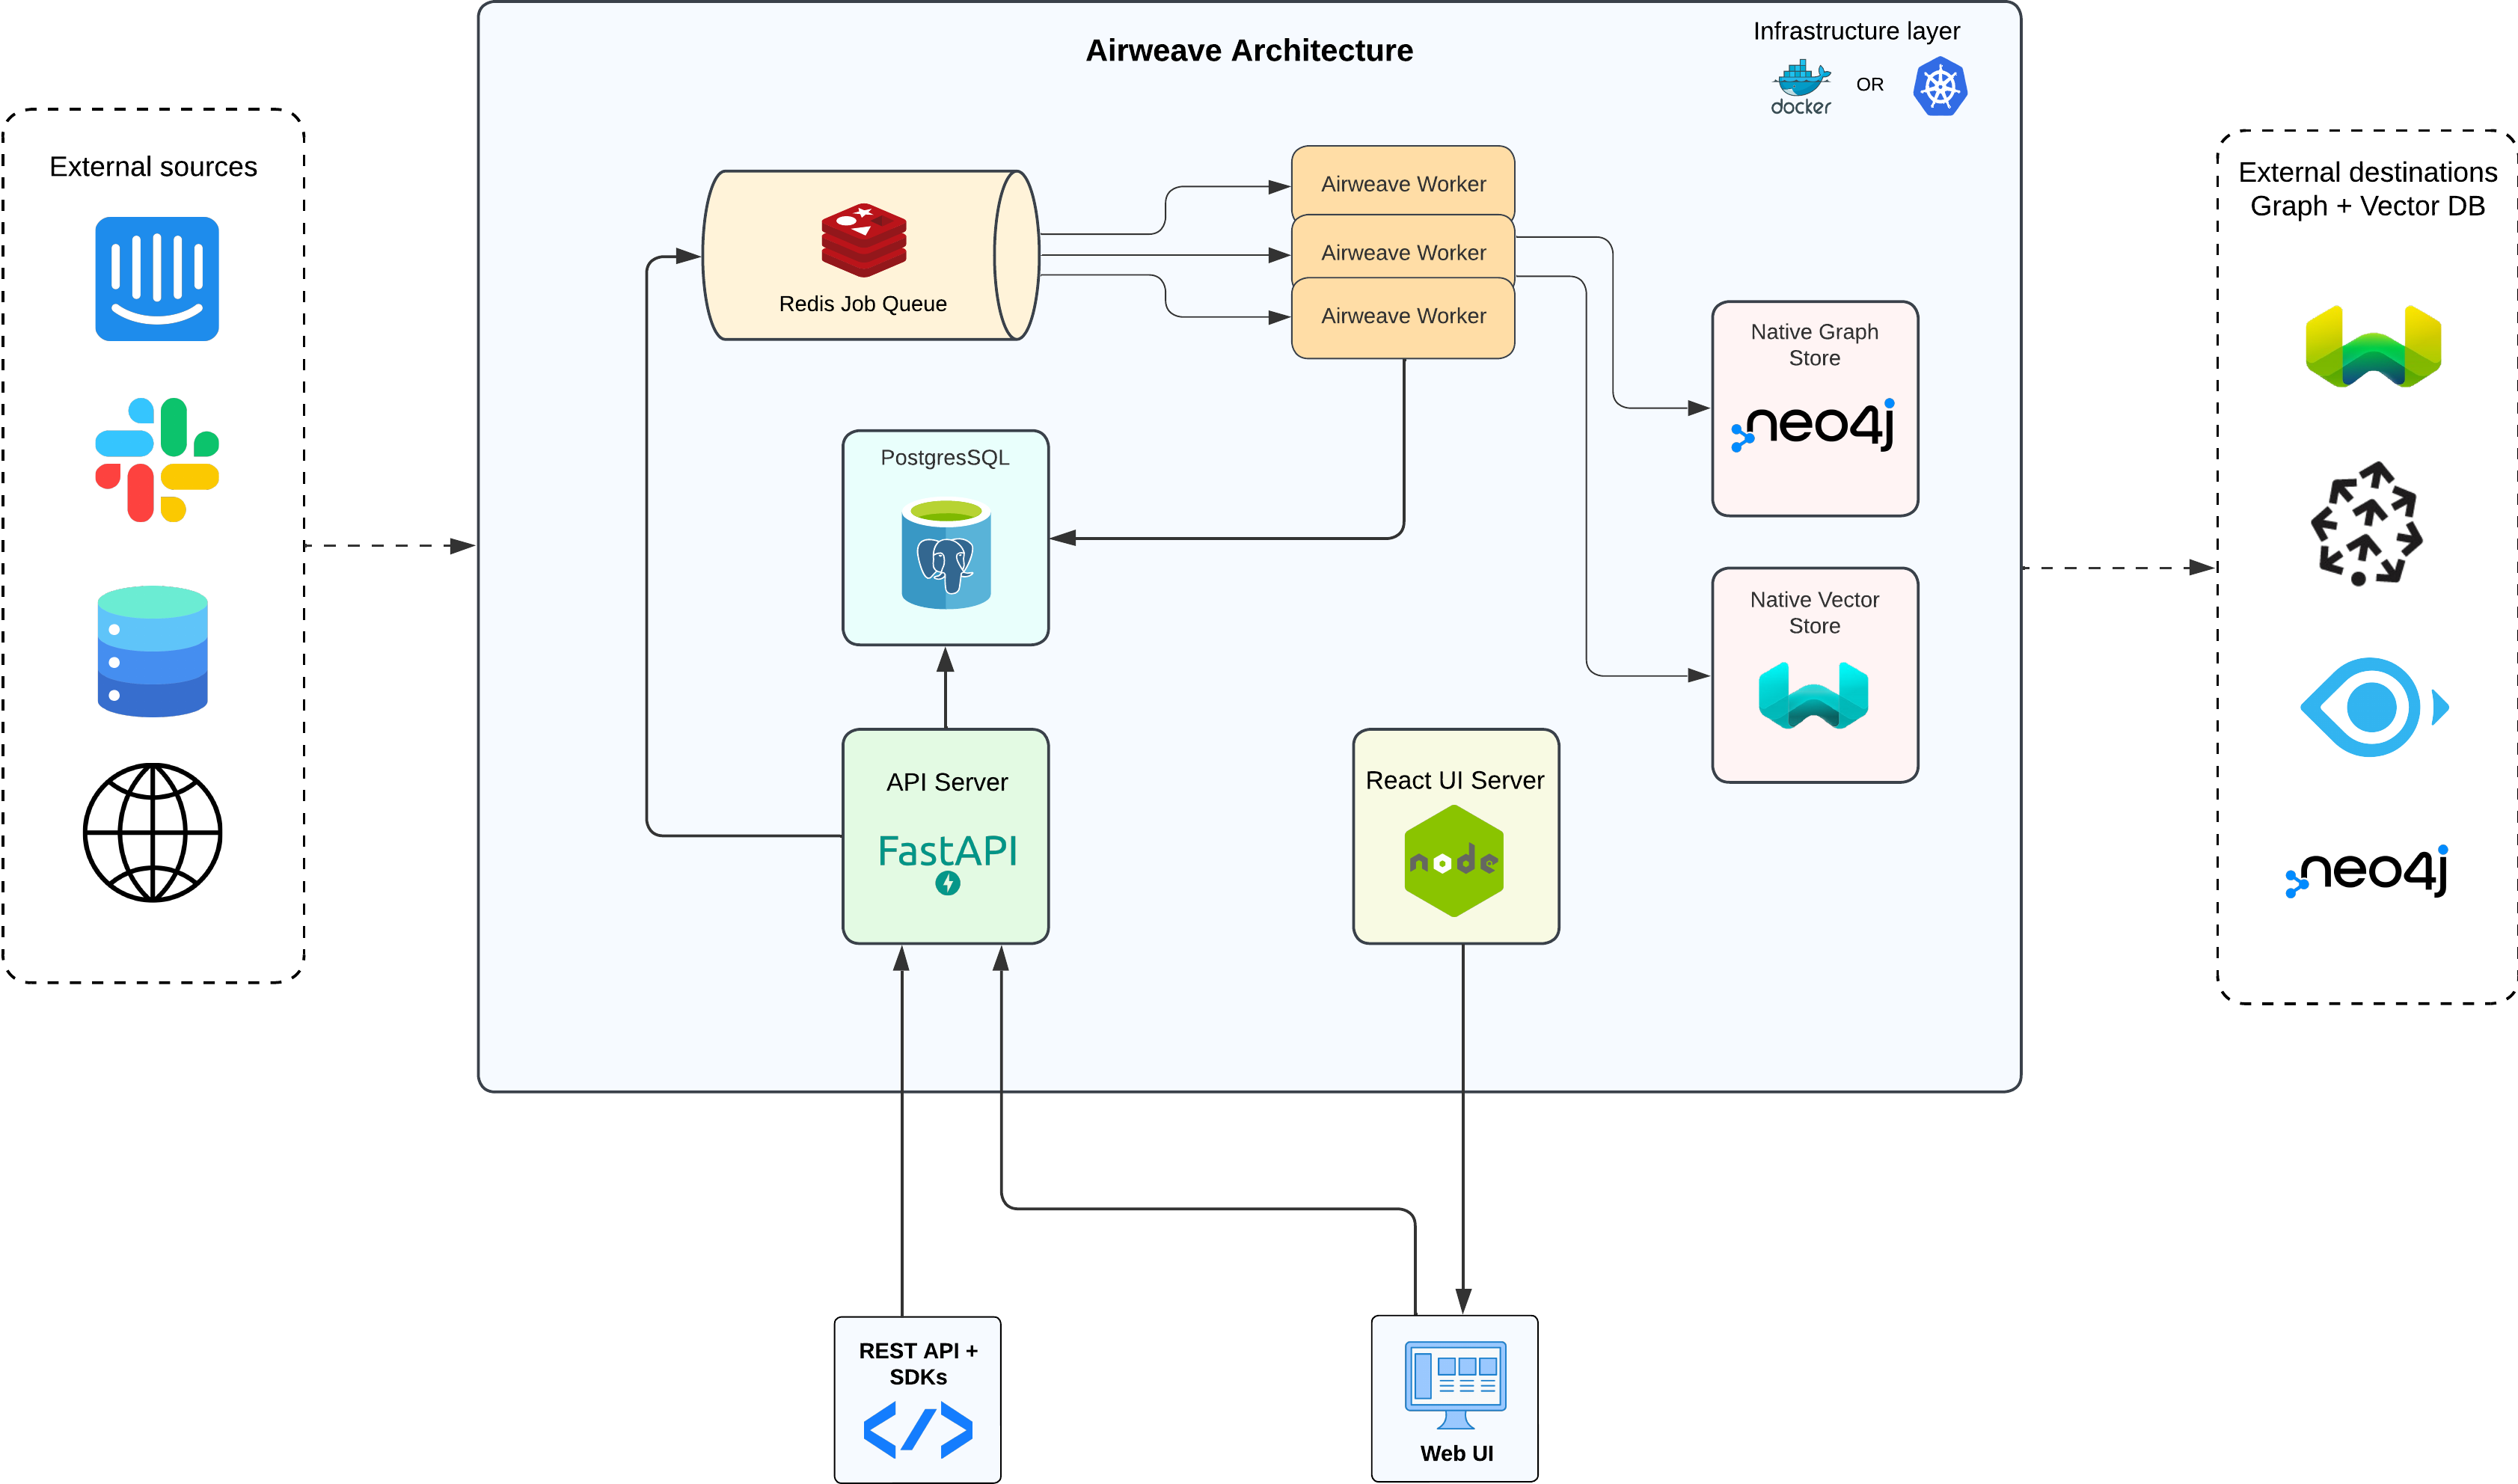 Airweave Architecture
Infrastructure layer
docker
OR
External sources
External destinations
Graph + Vector DB
Redis Job Queue
Airweave Worker
Airweave Worker
Airweave Worker
Native Graph
Store
neo4j
PostgresSQL
Native Vector
Store
API Server
FastAPI
React UI Server
node
neo4j
REST API +
SDKs
</>
Web UI